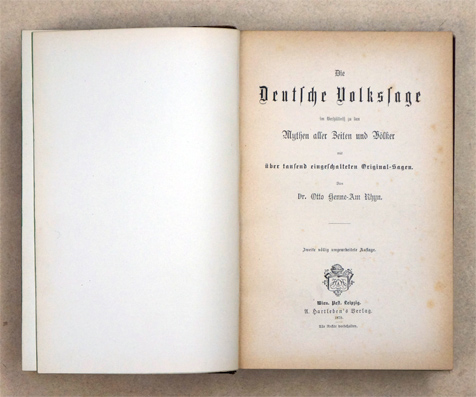 Die
Deutsche Volkssage
im Verhältniß zu den
Mythen aller Zeiten und Völker
mit
über tausend eingeschalteten Original-Sagen.
Von
Dr. Otto Henne-Am Rhyn.
Zweite völlig umgearbeitete Auflage.
Wien. Pest. Leipzig.
A. Hartleben's Verlag.
1879.
Alle Rechte vorbehalten.